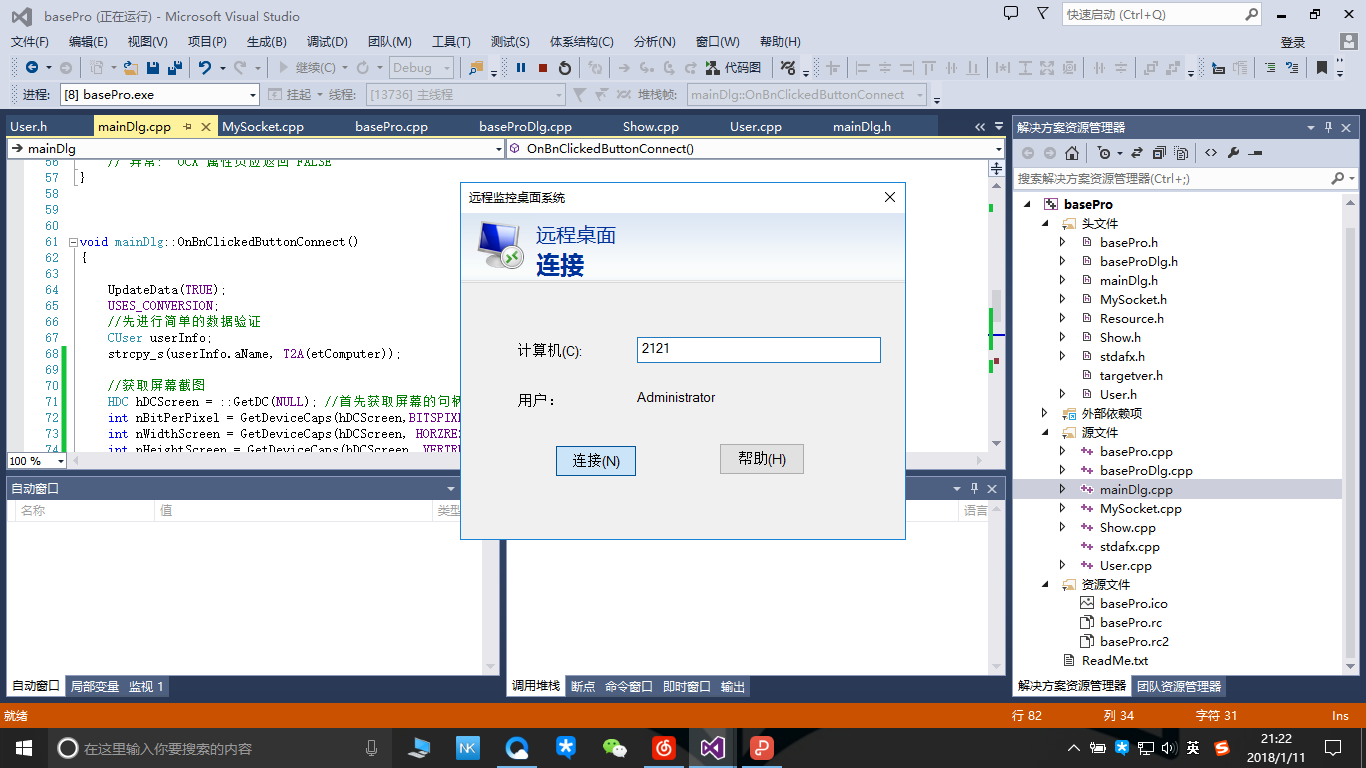 basePro (正在运行) - Microsoft Visual Studio
快速启动 (Ctrl+Q)
文件(F) 编辑(E) 视图(V) 项目(P) 生成(B) 调试(D) 团队(M) 工具(T) 测试(S) 体系结构(C) 分析(N) 窗口(W) 帮助(H)
登录
继续(C) Debug 代码图
进程: [8] basePro.exe 挂起 线程: [13736] 主线程 堆栈帧: mainDlg::OnBnClickedButtonConnect
User.h mainDlg.cpp MySocket.cpp basePro.cpp baseProDlg.cpp Show.cpp User.cpp mainDlg.h
mainDlg OnBnClickedButtonConnect()
56 // 异常: OCX 属性页应返回 FALSE
57 }
58
59
60
61 void mainDlg::OnBnClickedButtonConnect()
62 {
63
64 UpdateData(TRUE);
65 USES_CONVERSION;
66 //先进行简单的数据验证
67 CUser userInfo;
68 strcpy_s(userInfo.aName, T2A(etComputer));
69
70 //获取屏幕截图
71 HDC hDCScreen = ::GetDC(NULL); //首先获取屏幕的句柄
72 int nBitPerPixel = GetDeviceCaps(hDCScreen,BITSPIX
73 int nWidthScreen = GetDeviceCaps(hDCScreen, HORZRE
74 int nHeightScreen = GetDeviceCaps(hDCScreen, VERTRE
100 %
远程监控桌面系统
远程桌面
连接
计算机(C): 2121
用户： Administrator
连接(N) 帮助(H)
自动窗口
名称 值 类型
语言
自动窗口 局部变量 监视 1
调用堆栈 断点 命令窗口 即时窗口 输出
解决方案资源管理器
搜索解决方案资源管理器(Ctrl+;)
basePro
头文件
basePro.h
baseProDlg.h
mainDlg.h
MySocket.h
Resource.h
Show.h
stdafx.h
targetver.h
User.h
外部依赖项
源文件
basePro.cpp
baseProDlg.cpp
mainDlg.cpp
MySocket.cpp
Show.cpp
stdafx.cpp
User.cpp
资源文件
basePro.ico
basePro.rc
basePro.rc2
ReadMe.txt
解决方案资源管理器 团队资源管理器
就绪 行 82 列 34 字符 31 Ins
在这里输入你要搜索的内容
NK
英
21:22
2018/1/11